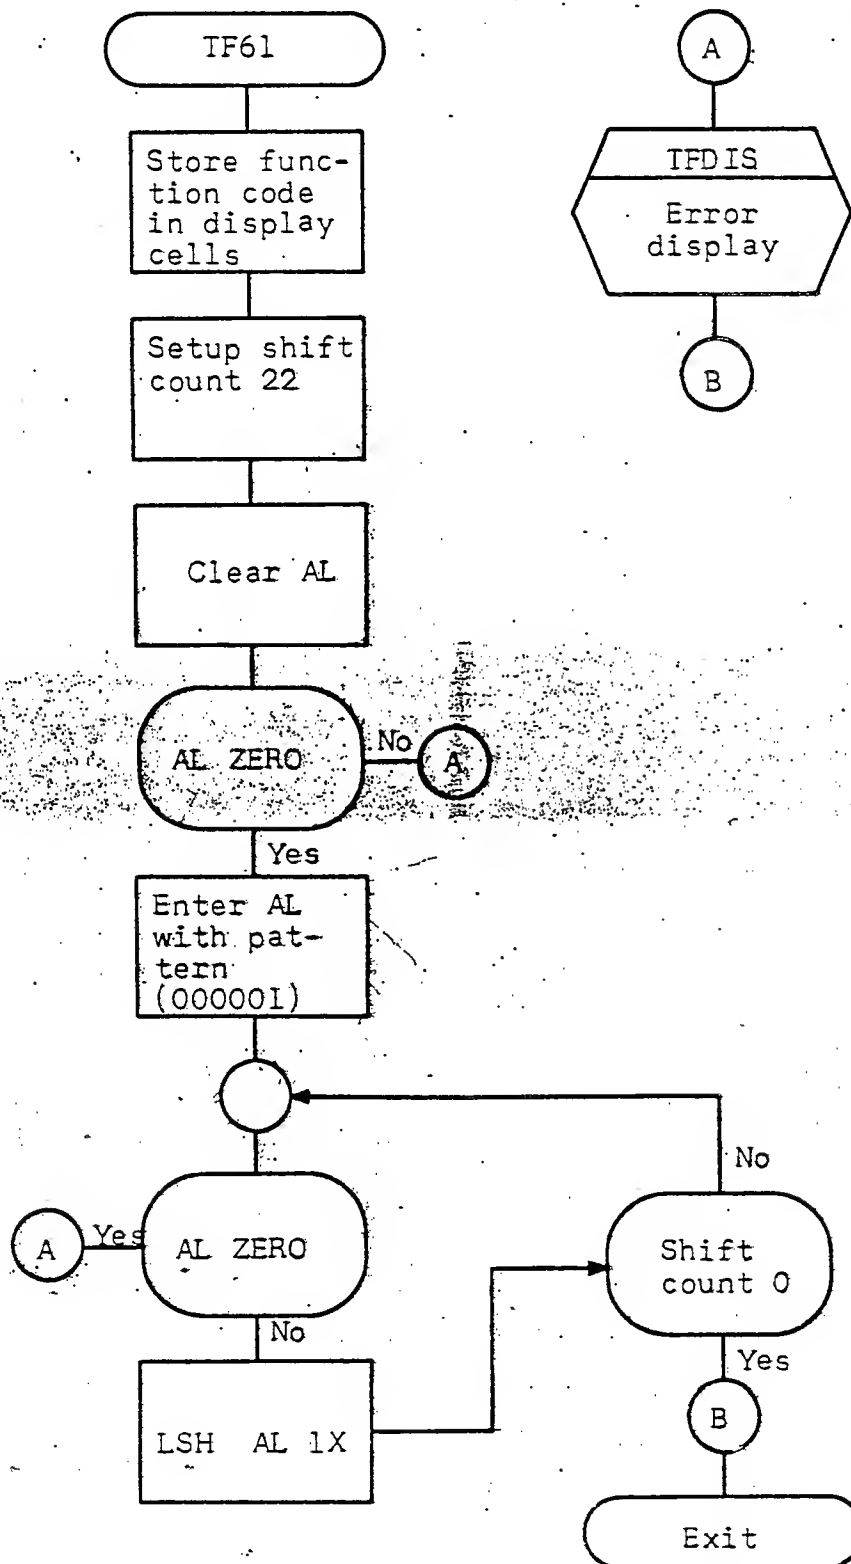 TF61
Store func-
tion code
in display
cells
Setup shift
count 22
Clear AL
AL ZERO
No
A
Yes
Enter AL
with pat-
tern
(000001)
A
Yes
AL ZERO
No
LSH AL 1X
A
TFDIS
Error
display
B
No
Shift
count 0
Yes
B
Exit